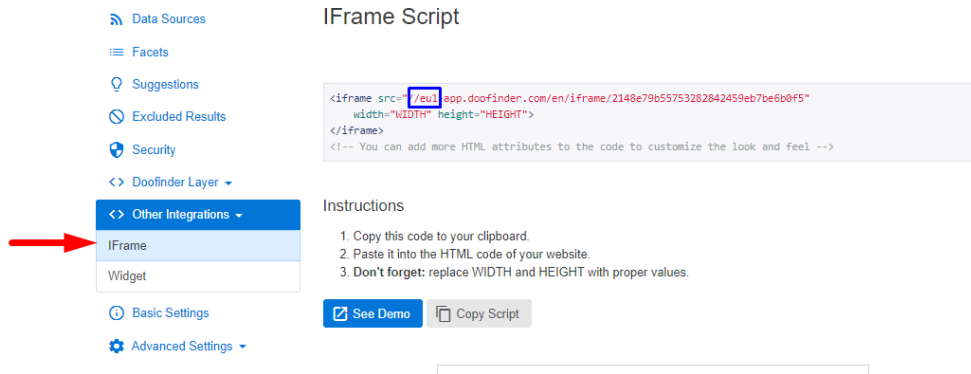 Data Sources
Facets
Suggestions
Excluded Results
Security
Doofinder Layer
Other Integrations
IFrame
Widget
Basic Settings
Advanced Settings
IFrame Script
<iframe src="//eu1-app.doofinder.com/en/iframe/2148e79b55753282842459eb7be6b0f5"
width="WIDTH" height="HEIGHT">
</iframe>
<!-- You can add more HTML attributes to the code to customize the look and feel -->
Instructions
1. Copy this code to your clipboard.
2. Paste it into the HTML code of your website.
3. Don't forget: replace WIDTH and HEIGHT with proper values.
See Demo
Copy Script